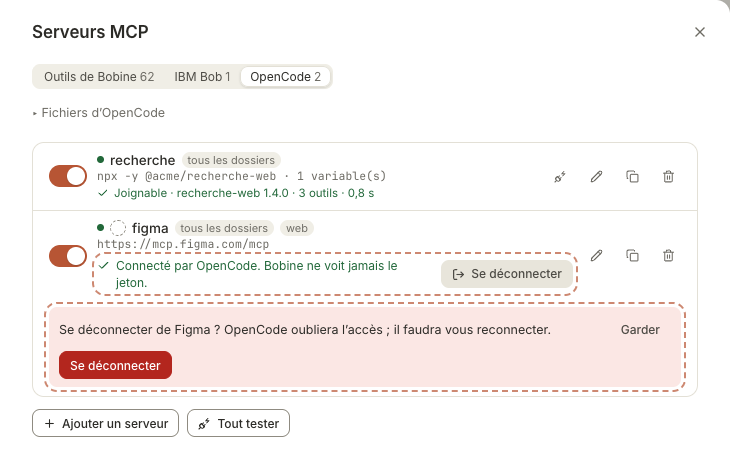 Serveurs MCP
Outils de Bobine 62
IBM Bob 1
OpenCode 2
Fichiers d’OpenCode
recherche tous les dossiers
npx -y @acme/recherche-web · 1 variable(s)
Joignable · recherche-web 1.4.0 · 3 outils · 0,8 s
figma tous les dossiers web
https://mcp.figma.com/mcp
Connecté par OpenCode. Bobine ne voit jamais le
jeton.
Se déconnecter
Se déconnecter de Figma ? OpenCode oubliera l’accès ; il faudra vous reconnecter.
Garder
Se déconnecter
Ajouter un serveur
Tout tester